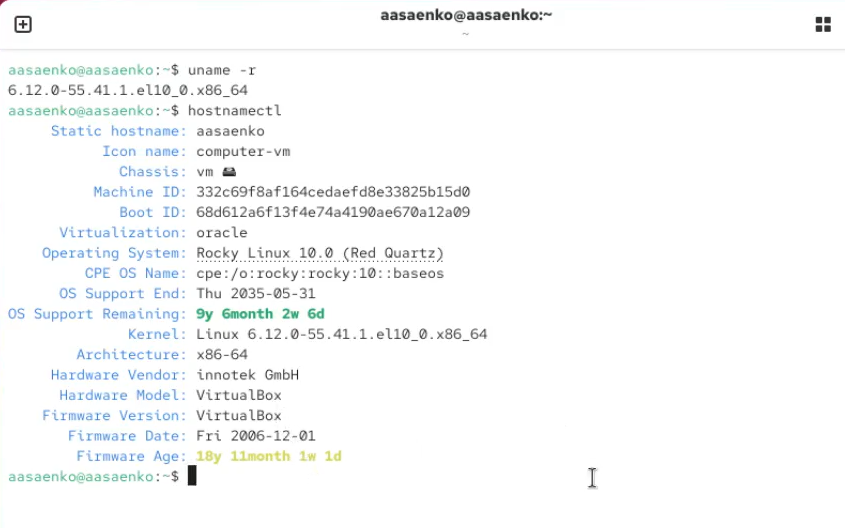 aasaenko@aasaenko:~
~
aasaenko@aasaenko:~$ uname -r
6.12.0-55.41.1.el10_0.x86_64
aasaenko@aasaenko:~$ hostnamectl
Static hostname: aasaenko
Icon name: computer-vm
Chassis: vm 🖴
Machine ID: 332c69f8af164cedaefd8e33825b15d0
Boot ID: 68d612a6f13f4e74a4190ae670a12a09
Virtualization: oracle
Operating System: Rocky Linux 10.0 (Red Quartz)
CPE OS Name: cpe:/o:rocky:rocky:10::baseos
OS Support End: Thu 2035-05-31
OS Support Remaining: 9y 6month 2w 6d
Kernel: Linux 6.12.0-55.41.1.el10_0.x86_64
Architecture: x86-64
Hardware Vendor: innotek GmbH
Hardware Model: VirtualBox
Firmware Version: VirtualBox
Firmware Date: Fri 2006-12-01
Firmware Age: 18y 11month 1w 1d
aasaenko@aasaenko:~$